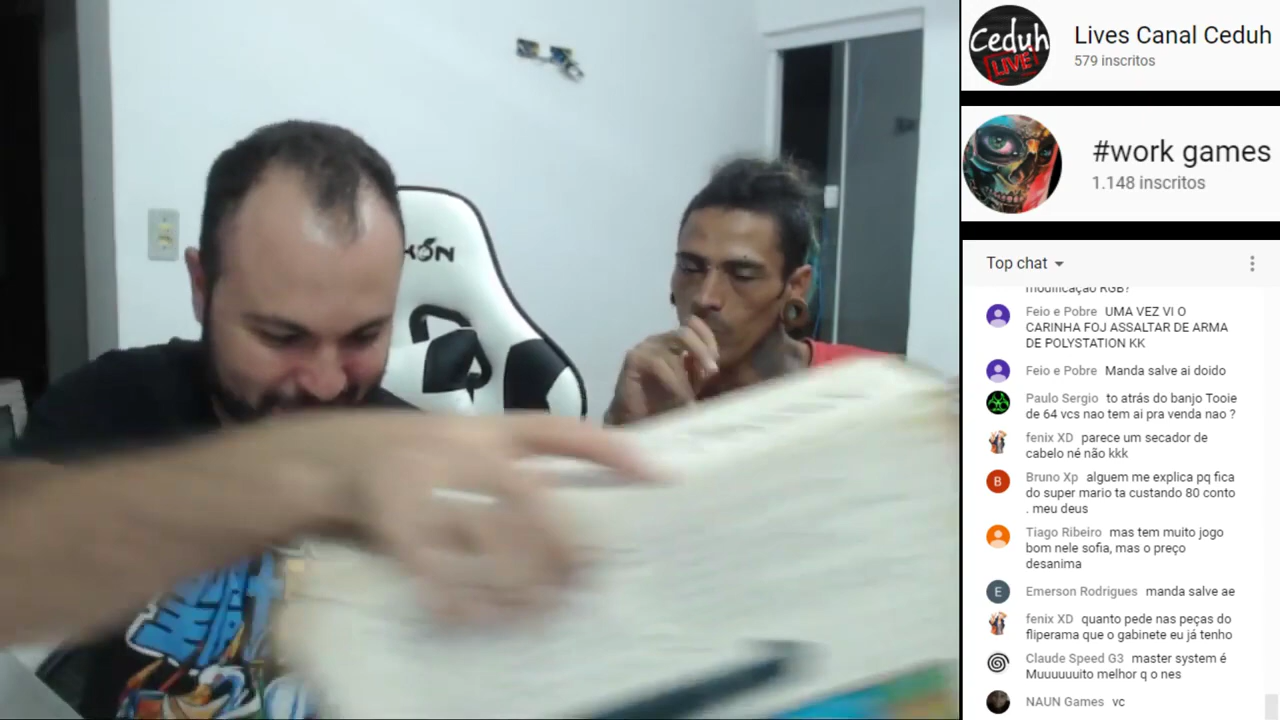 Ceduh
LIVE
Lives Canal Ceduh
579 inscritos
#work games
1.148 inscritos
Top chat
modificação RGB?
Feio e Pobre UMA VEZ VI O
CARINHA FOJ ASSALTAR DE ARMA
DE POLYSTATION KK
Feio e Pobre Manda salve ai doido
Paulo Sergio to atrás do banjo Tooie
de 64 vcs nao tem ai pra venda nao ?
fenix XD parece um secador de
cabelo né não kkk
B
Bruno Xp alguem me explica pq fica
do super mario ta custando 80 conto
. meu deus
Tiago Ribeiro mas tem muito jogo
bom nele sofia, mas o preço
desanima
E
Emerson Rodrigues manda salve ae
fenix XD quanto pede nas peças do
fliperama que o gabinete eu já tenho
Claude Speed G3 master system é
Muuuuuuito melhor q o nes
NAUN Games vc